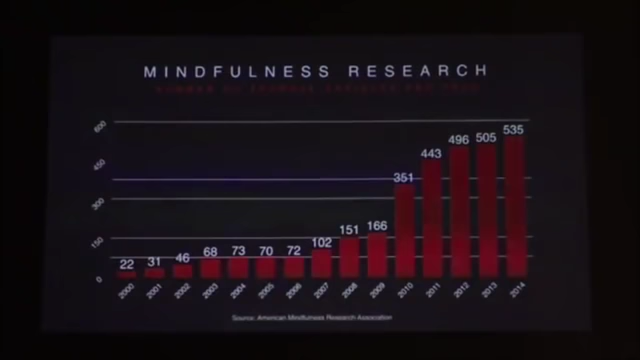 MINDFULNESS RESEARCH
600
450
300
150
0
22 31 46 68 73 70 72 102 151 166 351 443 496 505 535
2000 2001 2002 2003 2004 2005 2006 2007 2008 2009 2010 2011 2012 2013 2014
Source: American Mindfulness Research Association